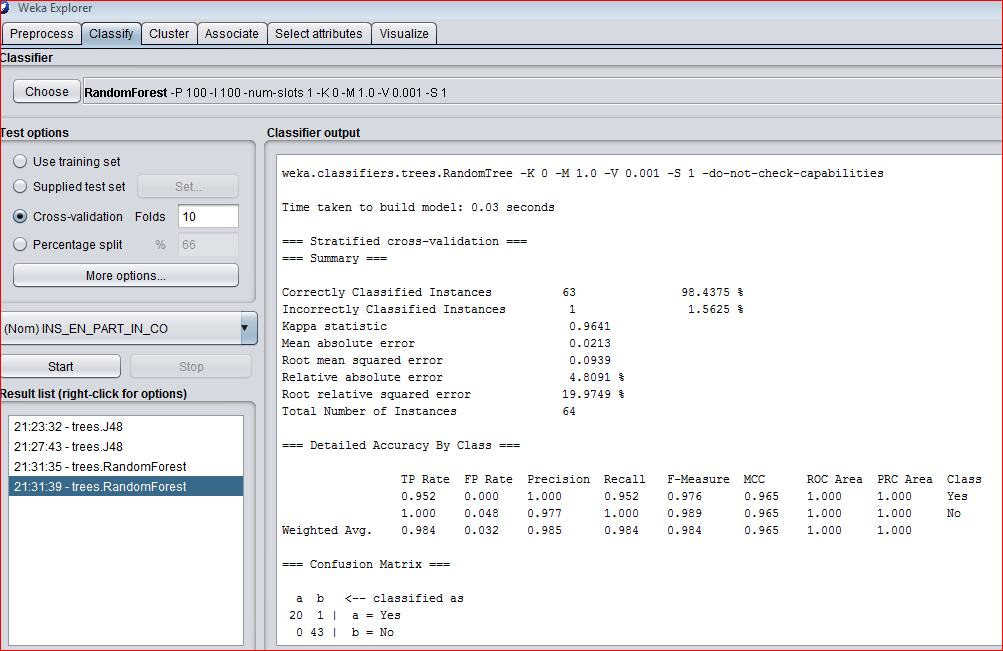 Weka Explorer
Preprocess Classify Cluster Associate Select attributes Visualize
Classifier
Choose RandomForest -P 100 -I 100 -num-slots 1 -K 0 -M 1.0 -V 0.001 -S 1
Test options
Use training set
Supplied test set Set...
Cross-validation Folds 10
Percentage split % 66
More options...
(Nom) INS_EN_PART_IN_CO
Start Stop
Result list (right-click for options)
21:23:32 - trees.J48
21:27:43 - trees.J48
21:31:35 - trees.RandomForest
21:31:39 - trees.RandomForest
Classifier output
weka.classifiers.trees.RandomTree -K 0 -M 1.0 -V 0.001 -S 1 -do-not-check-capabilities
Time taken to build model: 0.03 seconds
=== Stratified cross-validation ===
=== Summary ===
Correctly Classified Instances 63 98.4375 %
Incorrectly Classified Instances 1 1.5625 %
Kappa statistic 0.9641
Mean absolute error 0.0213
Root mean squared error 0.0939
Relative absolute error 4.8091 %
Root relative squared error 19.9749 %
Total Number of Instances 64
=== Detailed Accuracy By Class ===
TP Rate FP Rate Precision Recall F-Measure MCC ROC Area PRC Area Class
0.952 0.000 1.000 0.952 0.976 0.965 1.000 1.000 Yes
1.000 0.048 0.977 1.000 0.989 0.965 1.000 1.000 No
Weighted Avg. 0.984 0.032 0.985 0.984 0.984 0.965 1.000 1.000
=== Confusion Matrix ===
a b <-- classified as
20 1 | a = Yes
0 43 | b = No